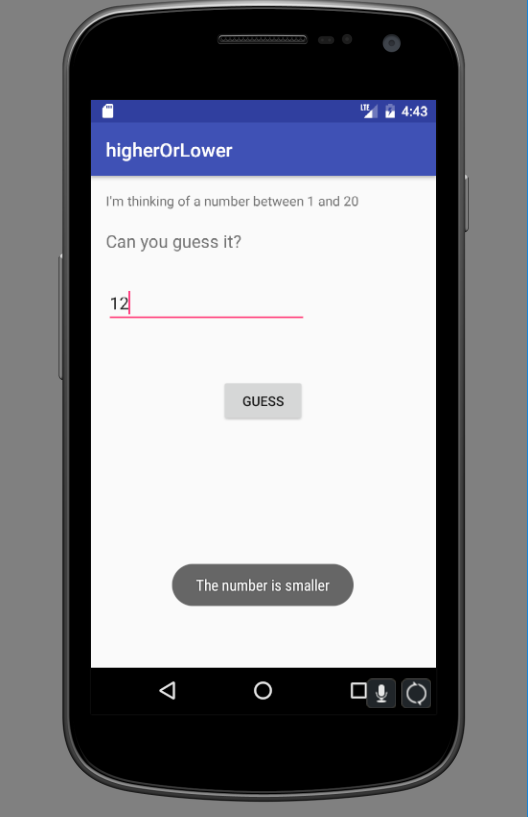 LTE 4:43
higherOrLower
I'm thinking of a number between 1 and 20
Can you guess it?
12
GUESS
The number is smaller